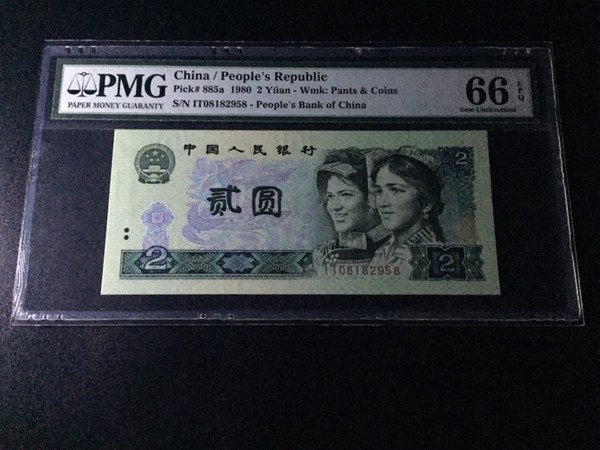 PMG
PAPER MONEY GUARANTY
China / People's Republic
Pick# 885a 1980 2 Yüan - Wmk: Pants & Coins
S/N IT08182958 - People's Bank of China
66 EPQ
Gem Uncirculated
中国人民银行
贰圆
2
2
2
IT08182958